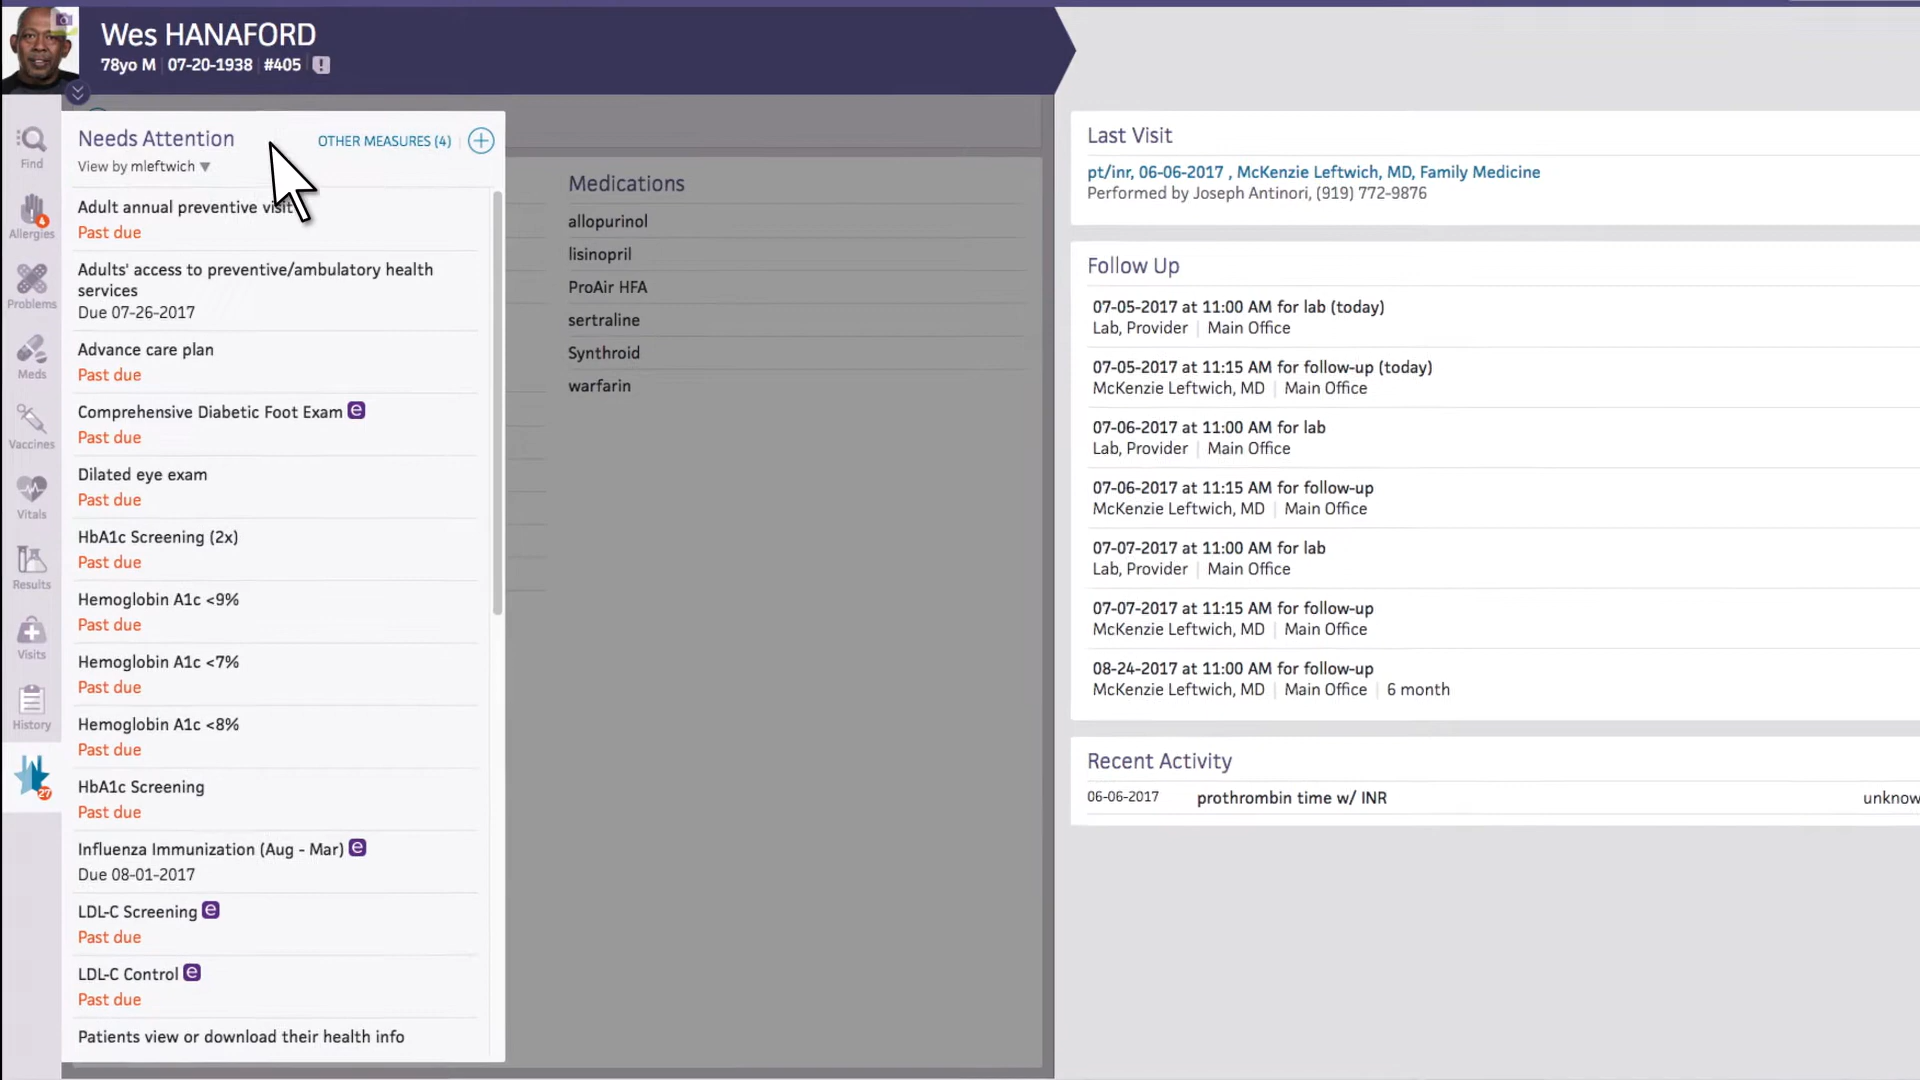 Wes HANAFORD
78yo M | 07-20-1938 | #405
Find
Allergies
4
Problems
Meds
Vaccines
Vitals
Results
Visits
History
27
Needs Attention
OTHER MEASURES (4)
View by mleftwich
Adult annual preventive visit
Past due
Adults' access to preventive/ambulatory health
services
Due 07-26-2017
Advance care plan
Past due
Comprehensive Diabetic Foot Exam e
Past due
Dilated eye exam
Past due
HbA1c Screening (2x)
Past due
Hemoglobin A1c <9%
Past due
Hemoglobin A1c <7%
Past due
Hemoglobin A1c <8%
Past due
HbA1c Screening
Past due
Influenza Immunization (Aug - Mar) e
Due 08-01-2017
LDL-C Screening e
Past due
LDL-C Control e
Past due
Patients view or download their health info
Medications
allopurinol
lisinopril
ProAir HFA
sertraline
Synthroid
warfarin
Last Visit
pt/inr, 06-06-2017 , McKenzie Leftwich, MD, Family Medicine
Performed by Joseph Antinori, (919) 772-9876
Follow Up
07-05-2017 at 11:00 AM for lab (today)
Lab, Provider | Main Office
07-05-2017 at 11:15 AM for follow-up (today)
McKenzie Leftwich, MD | Main Office
07-06-2017 at 11:00 AM for lab
Lab, Provider | Main Office
07-06-2017 at 11:15 AM for follow-up
McKenzie Leftwich, MD | Main Office
07-07-2017 at 11:00 AM for lab
Lab, Provider | Main Office
07-07-2017 at 11:15 AM for follow-up
McKenzie Leftwich, MD | Main Office
08-24-2017 at 11:00 AM for follow-up
McKenzie Leftwich, MD | Main Office | 6 month
Recent Activity
06-06-2017 prothrombin time w/ INR unknow